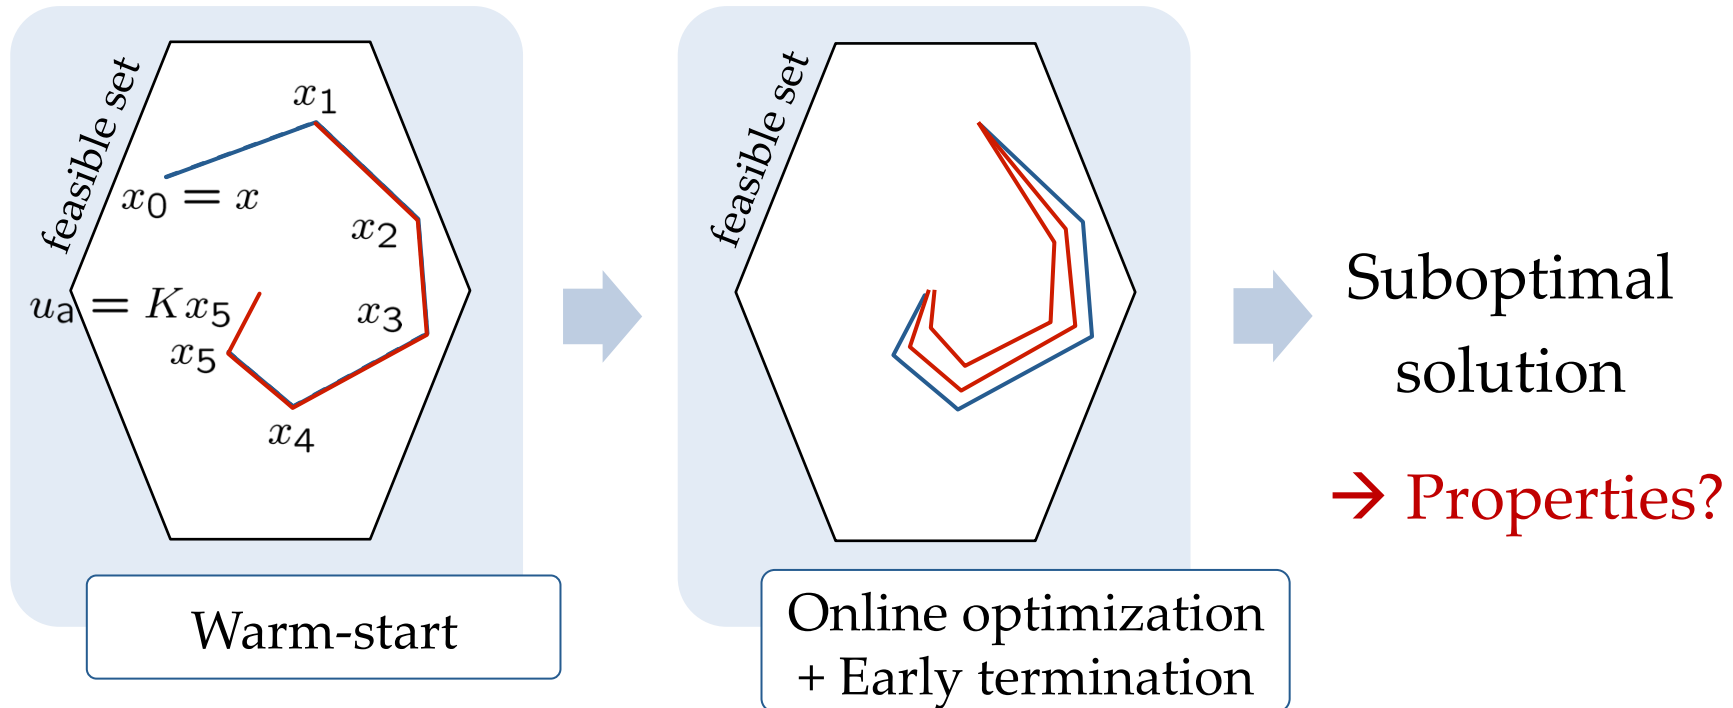 feasible set
x1
x0 = x
x2
ua = Kx5
x3
x5
x4
Warm-start
feasible set
Online optimization
+ Early termination
Suboptimal
solution
→ Properties?